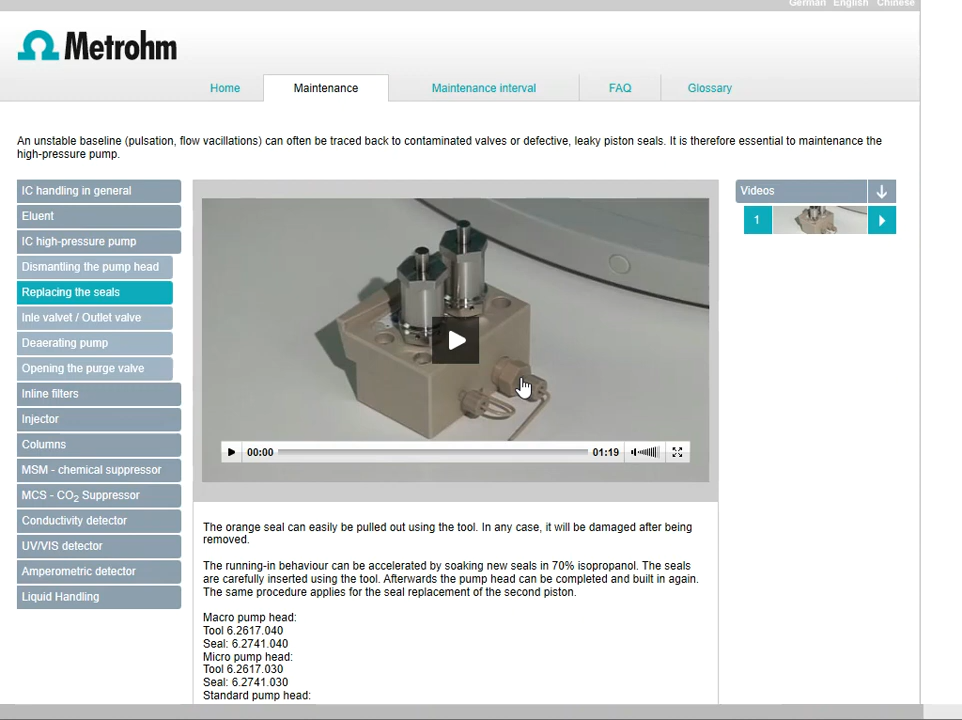 German English Chinese
Metrohm
Home Maintenance Maintenance interval FAQ Glossary
An unstable baseline (pulsation, flow vacillations) can often be traced back to contaminated valves or defective, leaky piston seals. It is therefore essential to maintenance the
high-pressure pump.
IC handling in general
Eluent
IC high-pressure pump
Dismantling the pump head
Replacing the seals
Inle valvet / Outlet valve
Deaerating pump
Opening the purge valve
Inline filters
Injector
Columns
MSM - chemical suppressor
MCS - CO2 Suppressor
Conductivity detector
UV/VIS detector
Amperometric detector
Liquid Handling
00:00 01:19
The orange seal can easily be pulled out using the tool. In any case, it will be damaged after being
removed.
The running-in behaviour can be accelerated by soaking new seals in 70% isopropanol. The seals
are carefully inserted using the tool. Afterwards the pump head can be completed and built in again.
The same procedure applies for the seal replacement of the second piston.
Macro pump head:
Tool 6.2617.040
Seal: 6.2741.040
Micro pump head:
Tool 6.2617.030
Seal: 6.2741.030
Standard pump head:
Videos
1